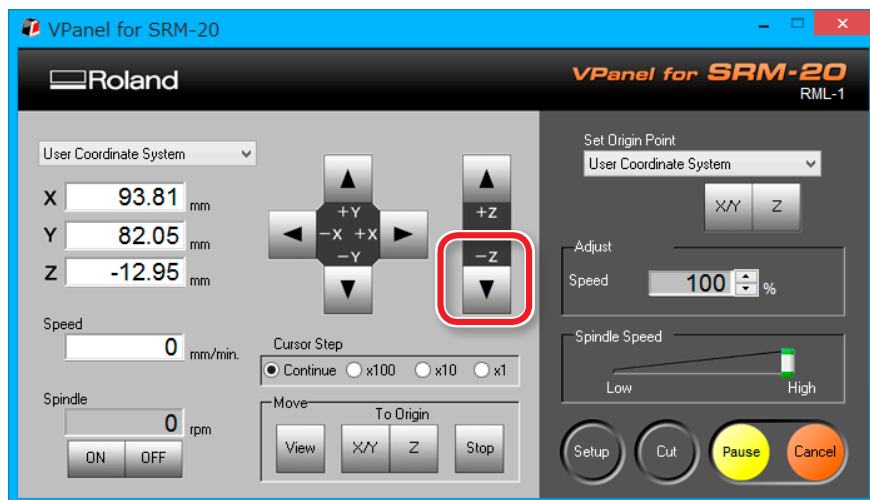 VPanel for SRM-20
Roland
VPanel for SRM-20
RML-1
User Coordinate System
X 93.81 mm
Y 82.05 mm
Z -12.95 mm
Speed
0 mm/min.
Spindle
0 rpm
ON OFF
+Y
-X +X
-Y
+Z
-Z
Cursor Step
Continue x100 x10 x1
Move
To Origin
View X/Y Z Stop
Set Origin Point
User Coordinate System
X/Y Z
Adjust
Speed 100 %
Spindle Speed
Low High
Setup Cut Pause Cancel